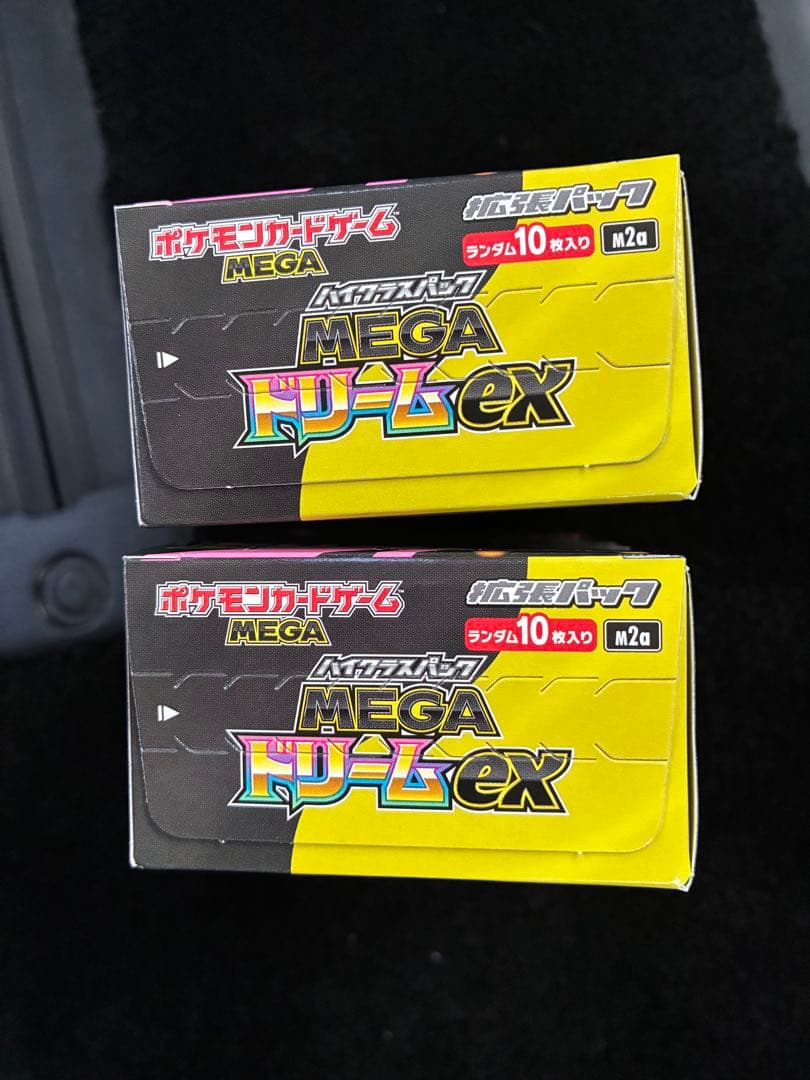 ポケモンカードゲーム™
MEGA
拡張パック
ランダム10枚入り
M2a
ハイクラスパック
MEGA
ドリームex
ポケモンカードゲーム™
MEGA
拡張パック
ランダム10枚入り
M2a
ハイクラスパック
MEGA
ドリームex